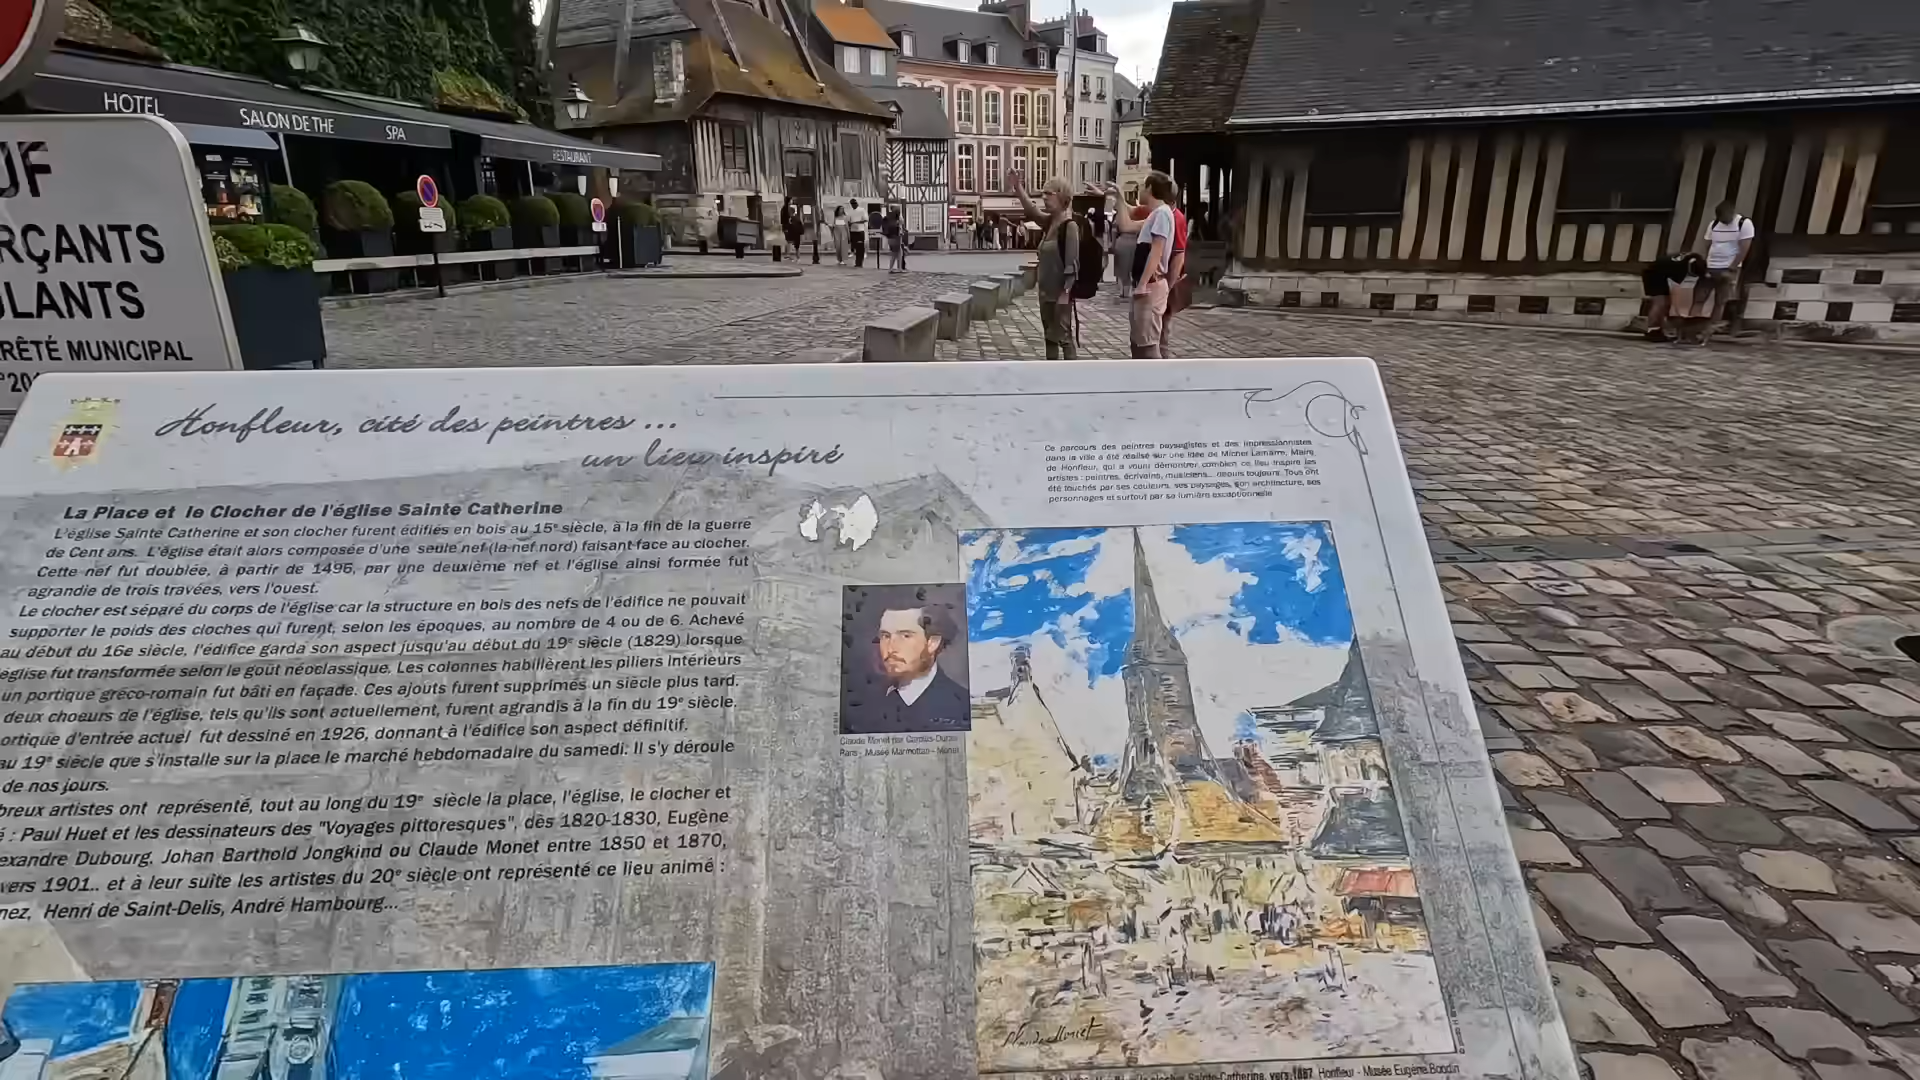 HOTEL
SALON DE THE
SPA
RESTAURANT
UF
RÇANTS
ULANTS
RÊTÉ MUNICIPAL
Honfleur, cité des peintres ...
un lieu inspiré
Ce parcours des peintres paysagistes et des impressionnistes
dans la ville a été réalisé sur une idée de Michel Lamarre, Maire
de Honfleur, qui a voulu démontrer combien ce lieu inspire les
artistes : peintres, écrivains, musiciens... depuis toujours. Tous ont
été touchés par ses couleurs, ses paysages, son architecture, ses
personnages et surtout par sa lumière exceptionnelle
La Place et le Clocher de l'église Sainte Catherine
L'église Sainte Catherine et son clocher furent édifiés en bois au 15e siècle, à la fin de la guerre
de Cent ans. L'église était alors composée d'une seule nef (la nef nord) faisant face au clocher.
Cette nef fut doublée, à partir de 1496, par une deuxième nef et l'église ainsi formée fut
agrandie de trois travées, vers l'ouest.
Le clocher est séparé du corps de l'église car la structure en bois des nefs de l'édifice ne pouvait
supporter le poids des cloches qui furent, selon les époques, au nombre de 4 ou de 6. Achevé
au début du 16e siècle, l'édifice garda son aspect jusqu'au début du 19e siècle (1829) lorsque
église fut transformée selon le goût néoclassique. Les colonnes habillèrent les piliers intérieurs
un portique gréco-romain fut bâti en façade. Ces ajouts furent supprimés un siècle plus tard.
deux choeurs de l'église, tels qu'ils sont actuellement, furent agrandis à la fin du 19e siècle.
ortique d'entrée actuel fut dessiné en 1926, donnant à l'édifice son aspect définitif.
au 19e siècle que s'installe sur la place le marché hebdomadaire du samedi. Il s'y déroule
de nos jours.
breux artistes ont représenté, tout au long du 19e siècle la place, l'église, le clocher et
é : Paul Huet et les dessinateurs des "Voyages pittoresques", dès 1820-1830, Eugène
exandre Dubourg, Johan Barthold Jongkind ou Claude Monet entre 1850 et 1870,
vers 1901.. et à leur suite les artistes du 20e siècle ont représenté ce lieu animé :
nez, Henri de Saint-Delis, André Hambourg...
Claude Monet par Carolus-Duran
Paris - Musée Marmottan - Monet
Claude Monet
clocher Sainte-Catherine, vers 1867 Honfleur - Musée Eugène Boudin